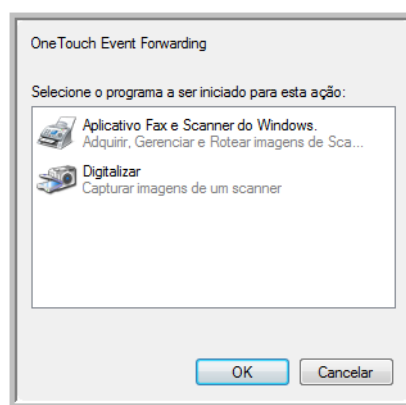 OneTouch Event Forwarding
Selecione o programa a ser iniciado para esta ação:
Aplicativo Fax e Scanner do Windows.
Adquirir, Gerenciar e Rotear imagens de Sca...
Digitalizar
Capturar imagens de um scanner
OK Cancelar